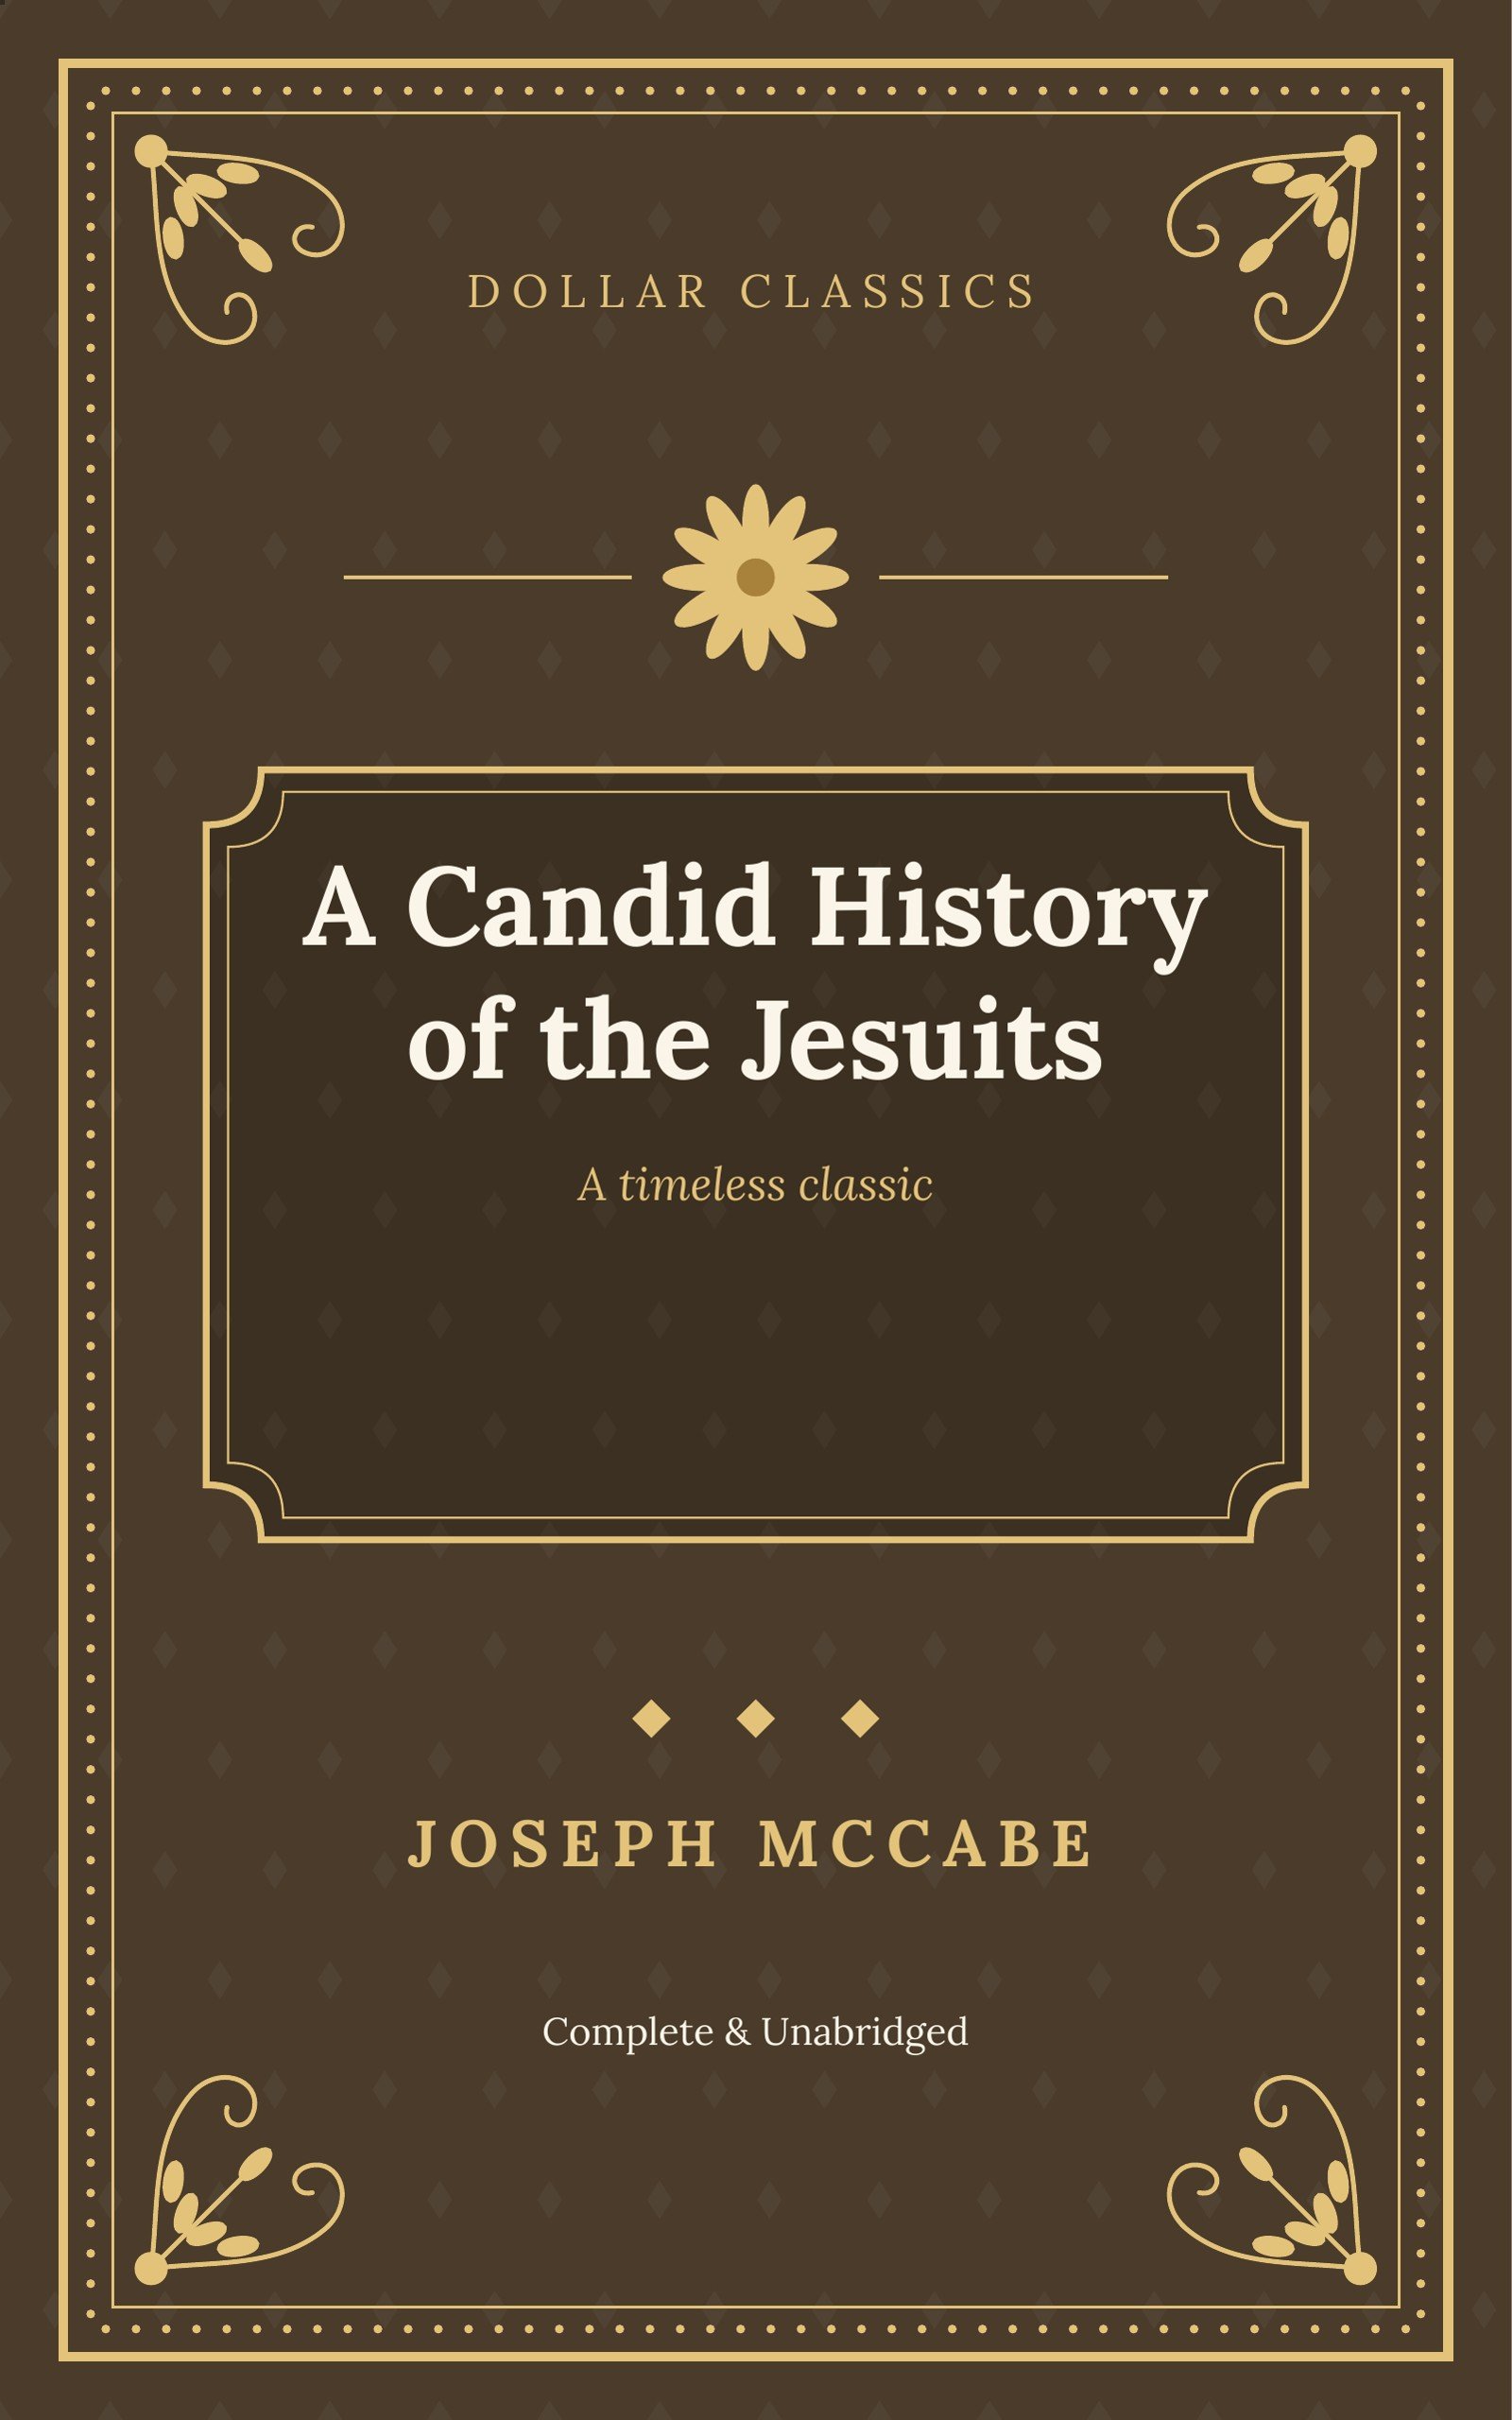 DOLLAR CLASSICS
A Candid History
of the Jesuits
A timeless classic
JOSEPH MCCABE
Complete & Unabridged